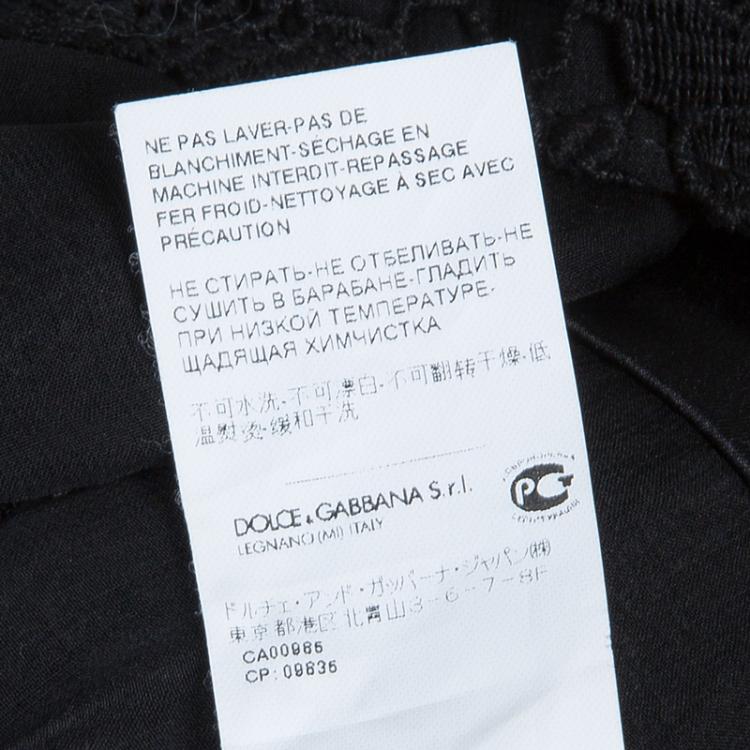 NE PAS LAVER-PAS DE
BLANCHIMENT-SÉCHAGE EN
MACHINE INTERDIT-REPASSAGE
FER FROID-NETTOYAGE À SEC AVEC
PRÉCAUTION
НЕ СТИРАТЬ-НЕ ОТБЕЛИВАТЬ-НЕ
СУШИТЬ В БАРАБАНЕ-ГЛАДИТЬ
ПРИ НИЗКОЙ ТЕМПЕРАТУРЕ-
ЩАДЯЩАЯ ХИМЧИСТКА
不可水洗-不可漂白-不可翻转干燥-低
温熨烫-缓和干洗
DOLCE & GABBANA S.r.l.
LEGNANO (MI) ITALY
РСТ
ドルチェ・アンド・ガッバーナ・ジャパン(株)
東京都港区北青山3-6-7-8F
CA00965
CP: 09635